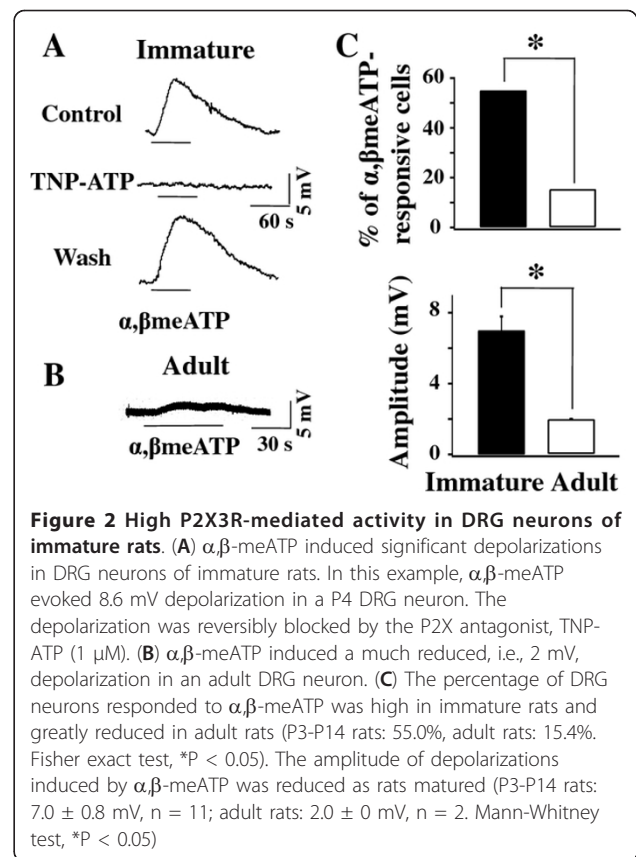 A
Immature
Control
TNP-ATP
60 s
5 mV
Wash
α,βmeATP
B
Adult
α,βmeATP
30 s
5 mV
C
*
% of α,βmeATP-
responsive cells
60
40
20
0
*
Amplitude (mV)
8
4
0
Immature Adult
Figure 2 High P2X3R-mediated activity in DRG neurons of
immature rats. (A) α,β-meATP induced significant depolarizations
in DRG neurons of immature rats. In this example, α,β-meATP
evoked 8.6 mV depolarization in a P4 DRG neuron. The
depolarization was reversibly blocked by the P2X antagonist, TNP-
ATP (1 μM). (B) α,β-meATP induced a much reduced, i.e., 2 mV,
depolarization in an adult DRG neuron. (C) The percentage of DRG
neurons responded to α,β-meATP was high in immature rats and
greatly reduced in adult rats (P3-P14 rats: 55.0%, adult rats: 15.4%.
Fisher exact test, *P < 0.05). The amplitude of depolarizations
induced by α,β-meATP was reduced as rats matured (P3-P14 rats:
7.0 ± 0.8 mV, n = 11; adult rats: 2.0 ± 0 mV, n = 2. Mann-Whitney
test, *P < 0.05)